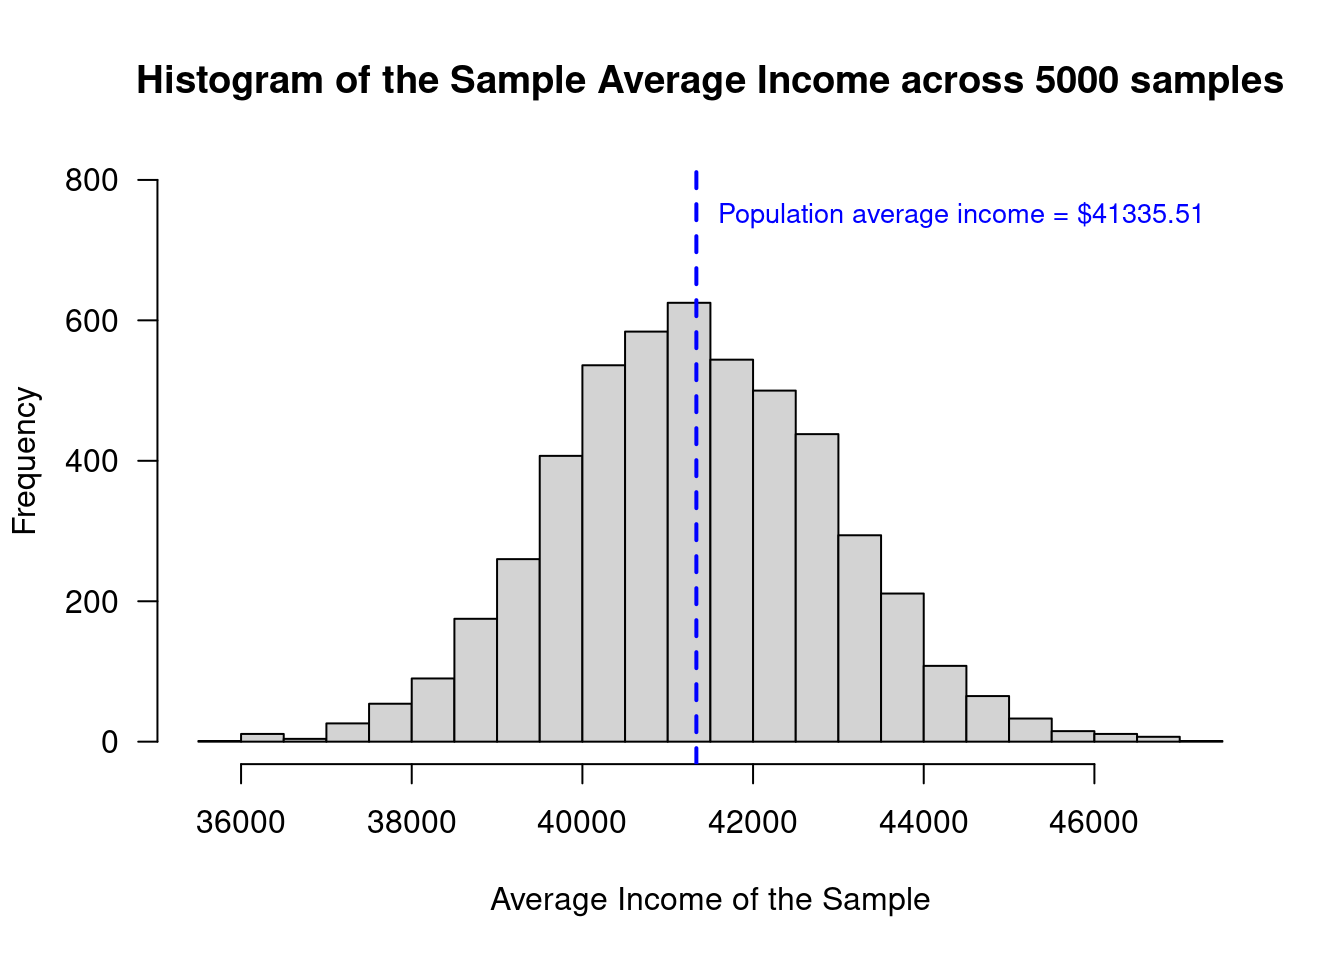 Histogram of the Sample Average Income across 5000 samples
800
Population average income = $41335.51
600
400
200
0
Frequency
36000 38000 40000 42000 44000 46000
Average Income of the Sample